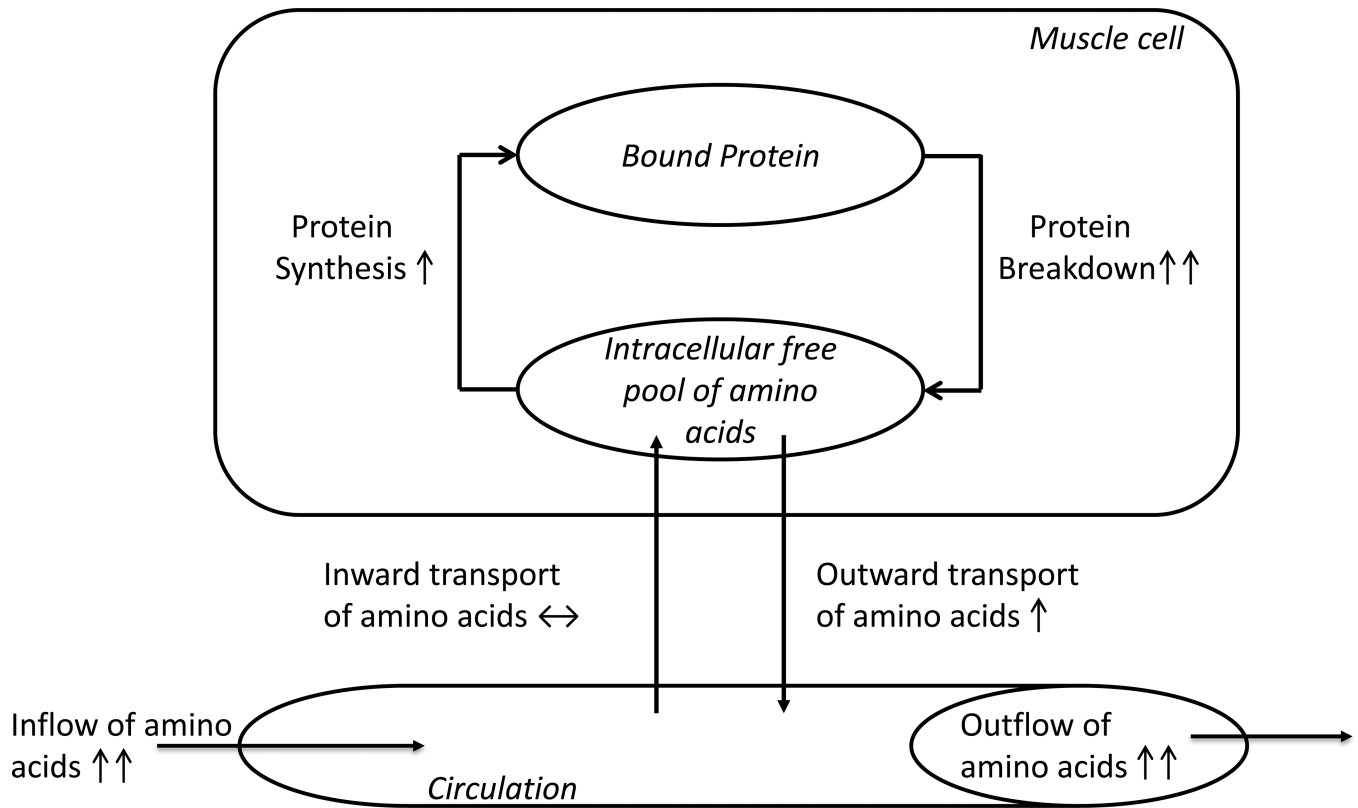 Muscle cell
Bound Protein
Protein
Synthesis ↑
Protein
Breakdown↑↑
Intracellular free
pool of amino
acids
Inward transport
of amino acids ↔
Outward transport
of amino acids ↑
Inflow of amino
acids ↑↑
Outflow of
amino acids ↑↑
Circulation